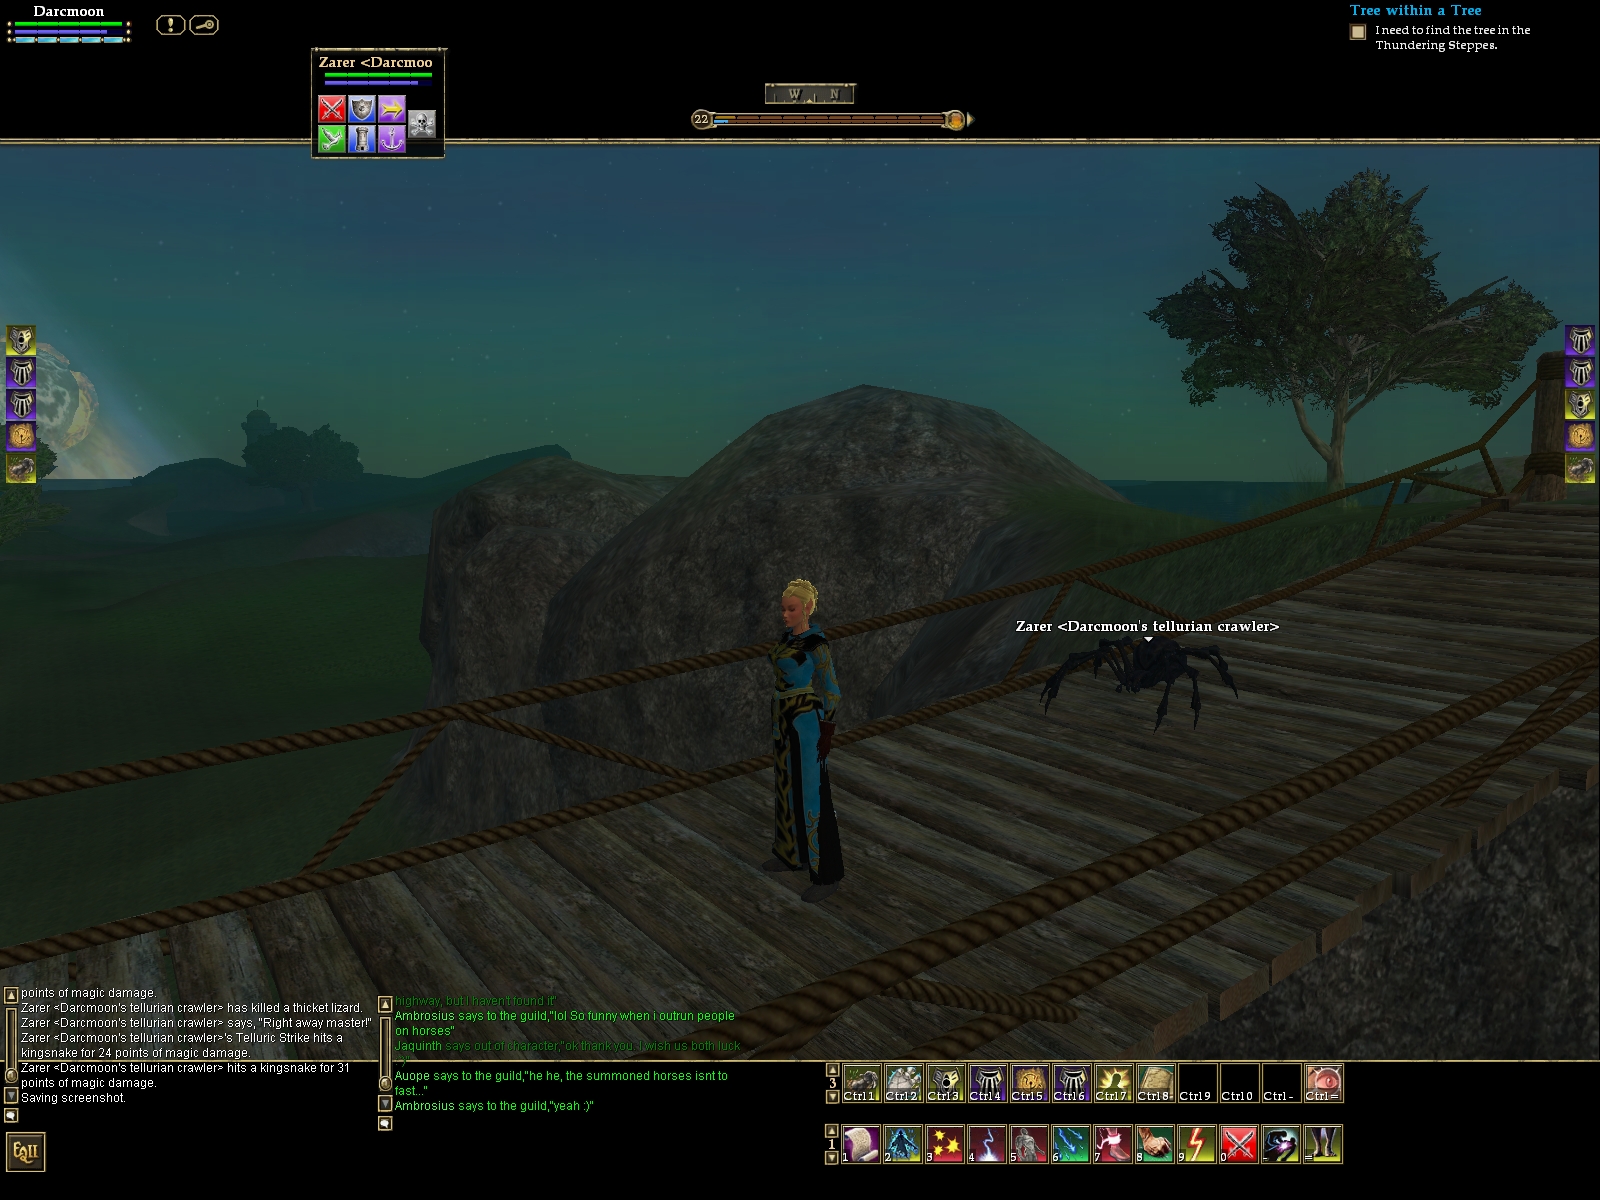 Darcmoon
Zarer <Darcmoo
W N
22
Tree within a Tree
I need to find the tree in the
Thundering Steppes.
Zarer <Darcmoon's tellurian crawler>
points of magic damage.
Zarer <Darcmoon's tellurian crawler> has killed a thicket lizard.
Zarer <Darcmoon's tellurian crawler> says, "Right away master!"
Zarer <Darcmoon's tellurian crawler>'s Telluric Strike hits a
kingsnake for 24 points of magic damage.
Zarer <Darcmoon's tellurian crawler> hits a kingsnake for 31
points of magic damage.
Saving screenshot.
highway, but I haven't found it"
Ambrosius says to the guild,"lol So funny when i outrun people
on horses"
Jaquinth says out of character,"ok thank you. I wish us both luck
:)"
Auope says to the guild,"he he, the summoned horses isnt to
fast..."
Ambrosius says to the guild,"yeah :)"
3
Ctrl1 Ctrl2 Ctrl3 Ctrl4 Ctrl5 Ctrl6 Ctrl7 Ctrl8 Ctrl9 Ctrl0 Ctrl- Ctrl=
1
1 2 3 4 5 6 7 8 9 0 - =
EQII